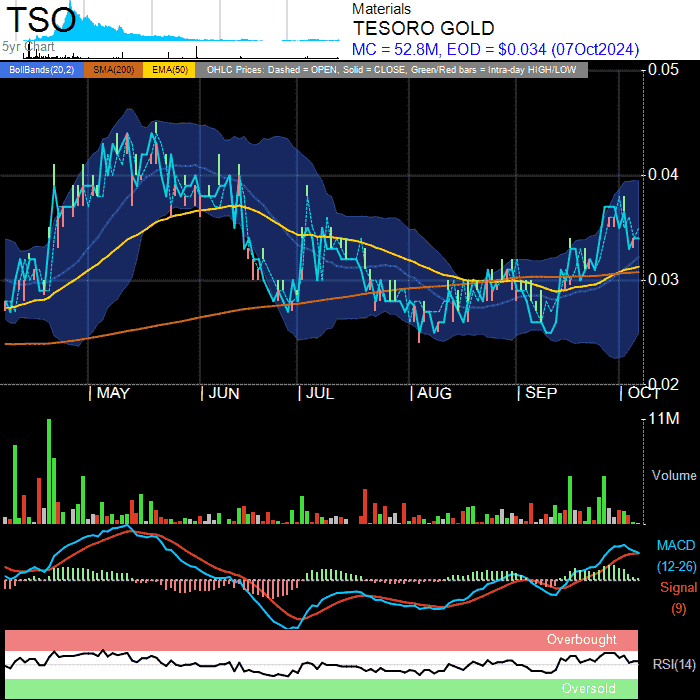 TSO
5yr Chart
Materials
TESORO GOLD
MC = 52.8M, EOD = $0.034 (07Oct2024)
BollBands(20,2) SMA(200) EMA(50) OHLC Prices: Dashed = OPEN, Solid = CLOSE, Green/Red bars = Intra-day HIGH/LOW
0.05
0.04
0.03
0.02
MAY JUN JUL AUG SEP OCT
11M
Volume
MACD
(12-26)
Signal
(9)
Overbought
RSI(14)
Oversold